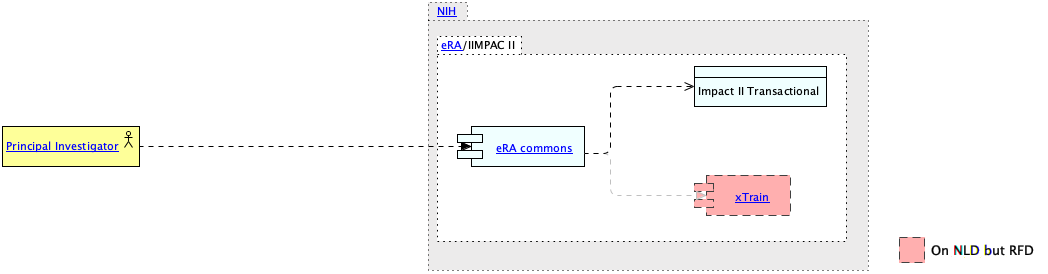 NIH
eRA/IIMPAC II
Impact II Transactional
Principal Investigator
eRA commons
xTrain
On NLD but RFD